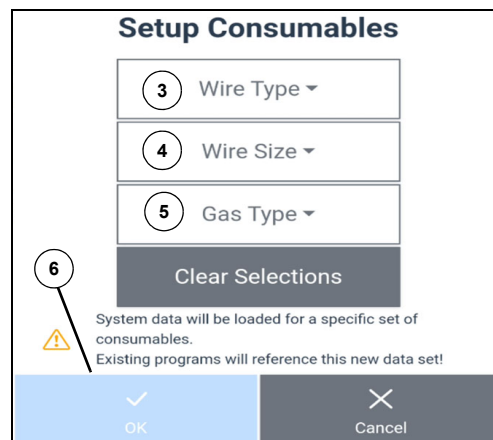 Setup Consumables
3 Wire Type
4 Wire Size
5 Gas Type
6
Clear Selections
System data will be loaded for a specific set of
consumables.
Existing programs will reference this new data set!
OK Cancel